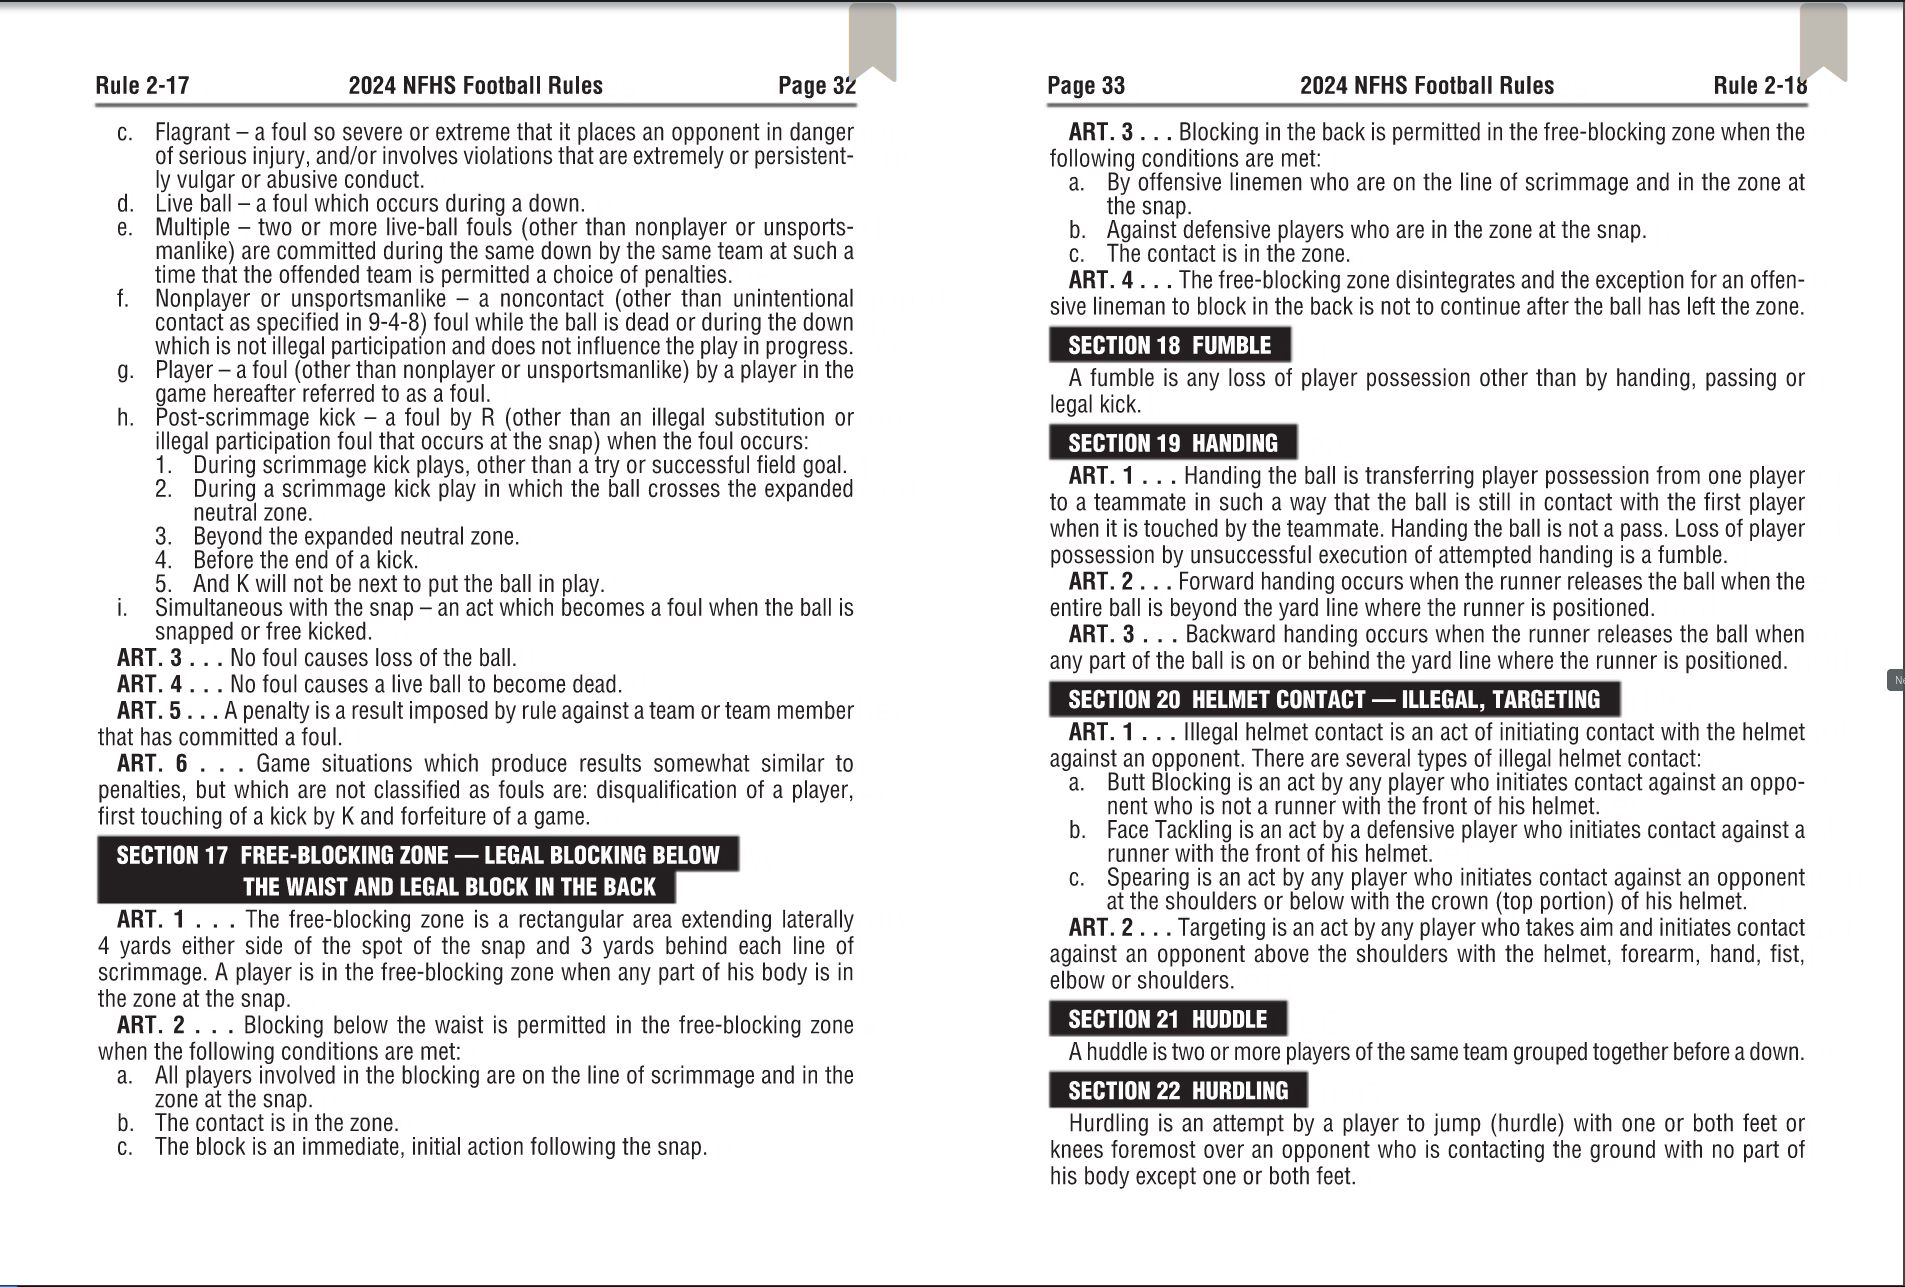 Rule 2-17 2024 NFHS Football Rules Page 32
c. Flagrant – a foul so severe or extreme that it places an opponent in danger
of serious injury, and/or involves violations that are extremely or persistent-
ly vulgar or abusive conduct.
d. Live ball – a foul which occurs during a down.
e. Multiple – two or more live-ball fouls (other than nonplayer or unsports-
manlike) are committed during the same down by the same team at such a
time that the offended team is permitted a choice of penalties.
f. Nonplayer or unsportsmanlike – a noncontact (other than unintentional
contact as specified in 9-4-8) foul while the ball is dead or during the down
which is not illegal participation and does not influence the play in progress.
g. Player – a foul (other than nonplayer or unsportsmanlike) by a player in the
game hereafter referred to as a foul.
h. Post-scrimmage kick – a foul by R (other than an illegal substitution or
illegal participation foul that occurs at the snap) when the foul occurs:
1. During scrimmage kick plays, other than a try or successful field goal.
2. During a scrimmage kick play in which the ball crosses the expanded
neutral zone.
3. Beyond the expanded neutral zone.
4. Before the end of a kick.
5. And K will not be next to put the ball in play.
i. Simultaneous with the snap – an act which becomes a foul when the ball is
snapped or free kicked.
ART. 3 . . . No foul causes loss of the ball.
ART. 4 . . . No foul causes a live ball to become dead.
ART. 5 . . . A penalty is a result imposed by rule against a team or team member
that has committed a foul.
ART. 6 . . . Game situations which produce results somewhat similar to
penalties, but which are not classified as fouls are: disqualification of a player,
first touching of a kick by K and forfeiture of a game.
SECTION 17 FREE-BLOCKING ZONE — LEGAL BLOCKING BELOW
THE WAIST AND LEGAL BLOCK IN THE BACK
ART. 1 . . . The free-blocking zone is a rectangular area extending laterally
4 yards either side of the spot of the snap and 3 yards behind each line of
scrimmage. A player is in the free-blocking zone when any part of his body is in
the zone at the snap.
ART. 2 . . . Blocking below the waist is permitted in the free-blocking zone
when the following conditions are met:
a. All players involved in the blocking are on the line of scrimmage and in the
zone at the snap.
b. The contact is in the zone.
c. The block is an immediate, initial action following the snap.
Page 33 2024 NFHS Football Rules Rule 2-18
ART. 3 . . . Blocking in the back is permitted in the free-blocking zone when the
following conditions are met:
a. By offensive linemen who are on the line of scrimmage and in the zone at
the snap.
b. Against defensive players who are in the zone at the snap.
c. The contact is in the zone.
ART. 4 . . . The free-blocking zone disintegrates and the exception for an offen-
sive lineman to block in the back is not to continue after the ball has left the zone.
SECTION 18 FUMBLE
A fumble is any loss of player possession other than by handing, passing or
legal kick.
SECTION 19 HANDING
ART. 1 . . . Handing the ball is transferring player possession from one player
to a teammate in such a way that the ball is still in contact with the first player
when it is touched by the teammate. Handing the ball is not a pass. Loss of player
possession by unsuccessful execution of attempted handing is a fumble.
ART. 2 . . . Forward handing occurs when the runner releases the ball when the
entire ball is beyond the yard line where the runner is positioned.
ART. 3 . . . Backward handing occurs when the runner releases the ball when
any part of the ball is on or behind the yard line where the runner is positioned.
SECTION 20 HELMET CONTACT — ILLEGAL, TARGETING
ART. 1 . . . Illegal helmet contact is an act of initiating contact with the helmet
against an opponent. There are several types of illegal helmet contact:
a. Butt Blocking is an act by any player who initiates contact against an oppo-
nent who is not a runner with the front of his helmet.
b. Face Tackling is an act by a defensive player who initiates contact against a
runner with the front of his helmet.
c. Spearing is an act by any player who initiates contact against an opponent
at the shoulders or below with the crown (top portion) of his helmet.
ART. 2 . . . Targeting is an act by any player who takes aim and initiates contact
against an opponent above the shoulders with the helmet, forearm, hand, fist,
elbow or shoulders.
SECTION 21 HUDDLE
A huddle is two or more players of the same team grouped together before a down.
SECTION 22 HURDLING
Hurdling is an attempt by a player to jump (hurdle) with one or both feet or
knees foremost over an opponent who is contacting the ground with no part of
his body except one or both feet.